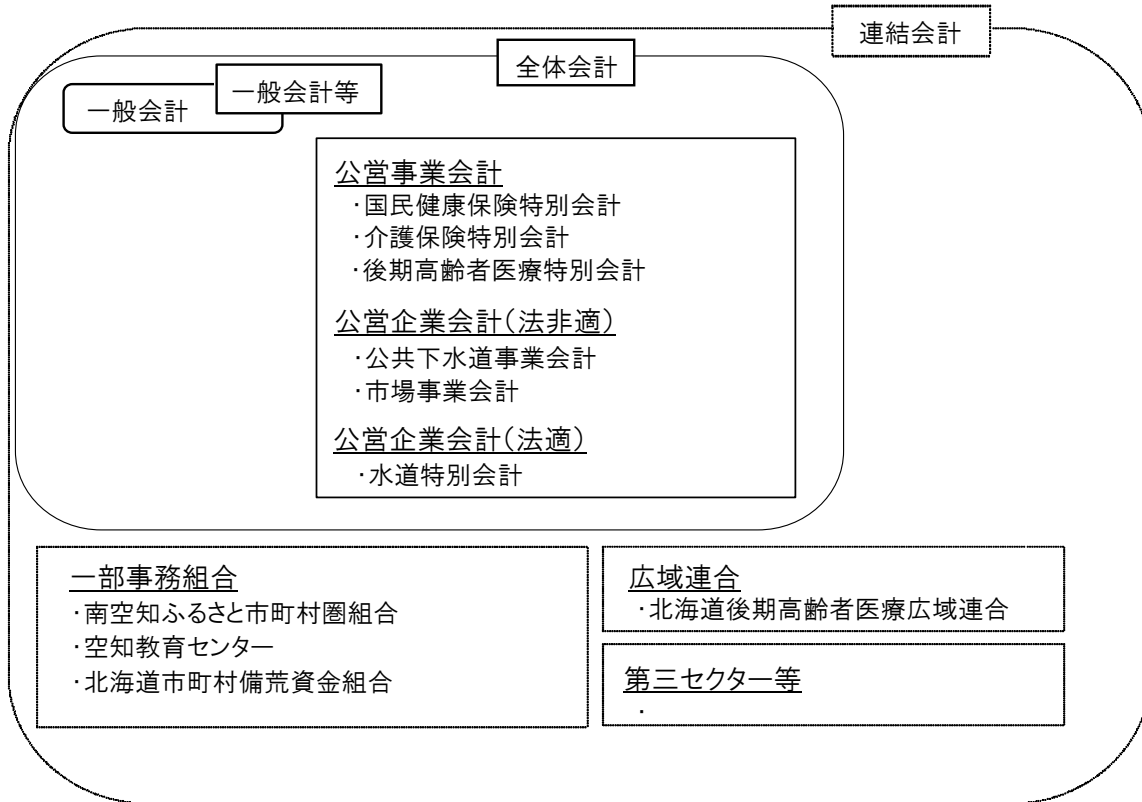 連結会計
全体会計
一般会計等
一般会計
公営事業会計
・国民健康保険特別会計
・介護保険特別会計
・後期高齢者医療特別会計
公営企業会計(法非適)
・公共下水道事業会計
・市場事業会計
公営企業会計(法適)
・水道特別会計
一部事務組合
・南空知ふるさと市町村圏組合
・空知教育センター
・北海道市町村備荒資金組合
広域連合
・北海道後期高齢者医療広域連合
第三セクター等
・